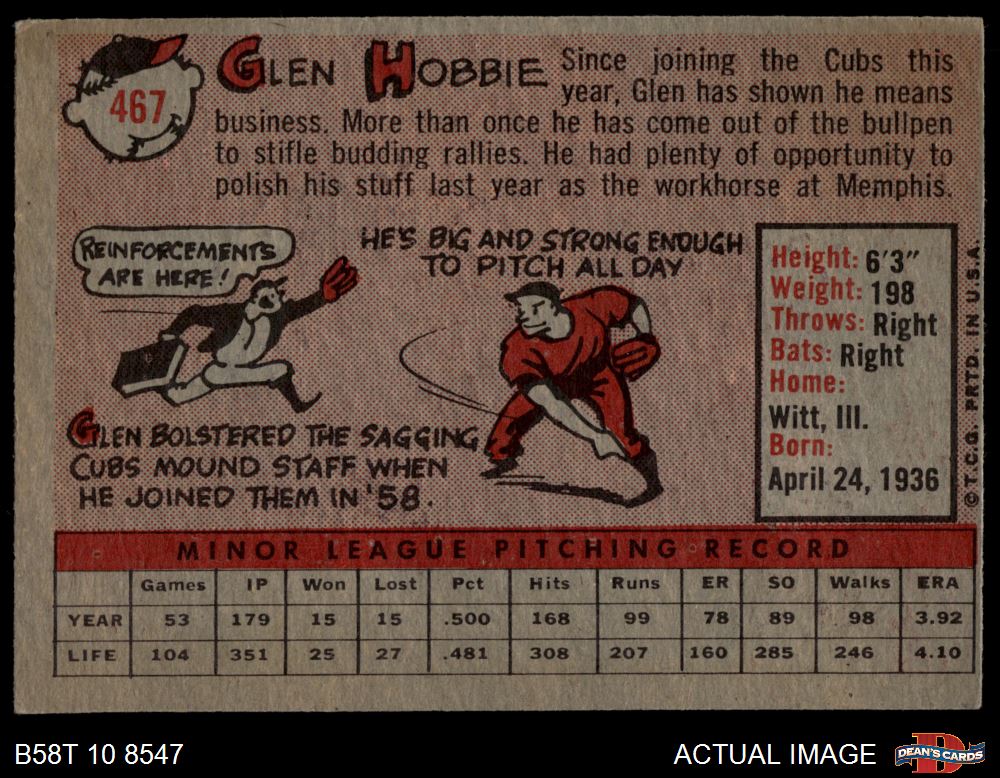 467
GLEN HOBBIE
Since joining the Cubs this
year, Glen has shown he means
business. More than once he has come out of the bullpen
to stifle budding rallies. He had plenty of opportunity to
polish his stuff last year as the workhorse at Memphis.
REINFORCEMENTS
ARE HERE!
HE'S BIG AND STRONG ENOUGH
TO PITCH ALL DAY
GLEN BOLSTERED THE SAGGING
CUBS MOUND STAFF WHEN
HE JOINED THEM IN '58.
Height: 6'3"
Weight: 198
Throws: Right
Bats: Right
Home:
Witt, Ill.
Born:
April 24, 1936
© T.C.G. PRTD. IN U.S.A.
MINOR LEAGUE PITCHING RECORD
Games IP Won Lost Pct Hits Runs ER SO Walks ERA
YEAR 53 179 15 15 .500 168 99 78 89 98 3.92
LIFE 104 351 25 27 .481 308 207 160 285 246 4.10
B58T 10 8547
ACTUAL IMAGE
DEAN'S CARDS